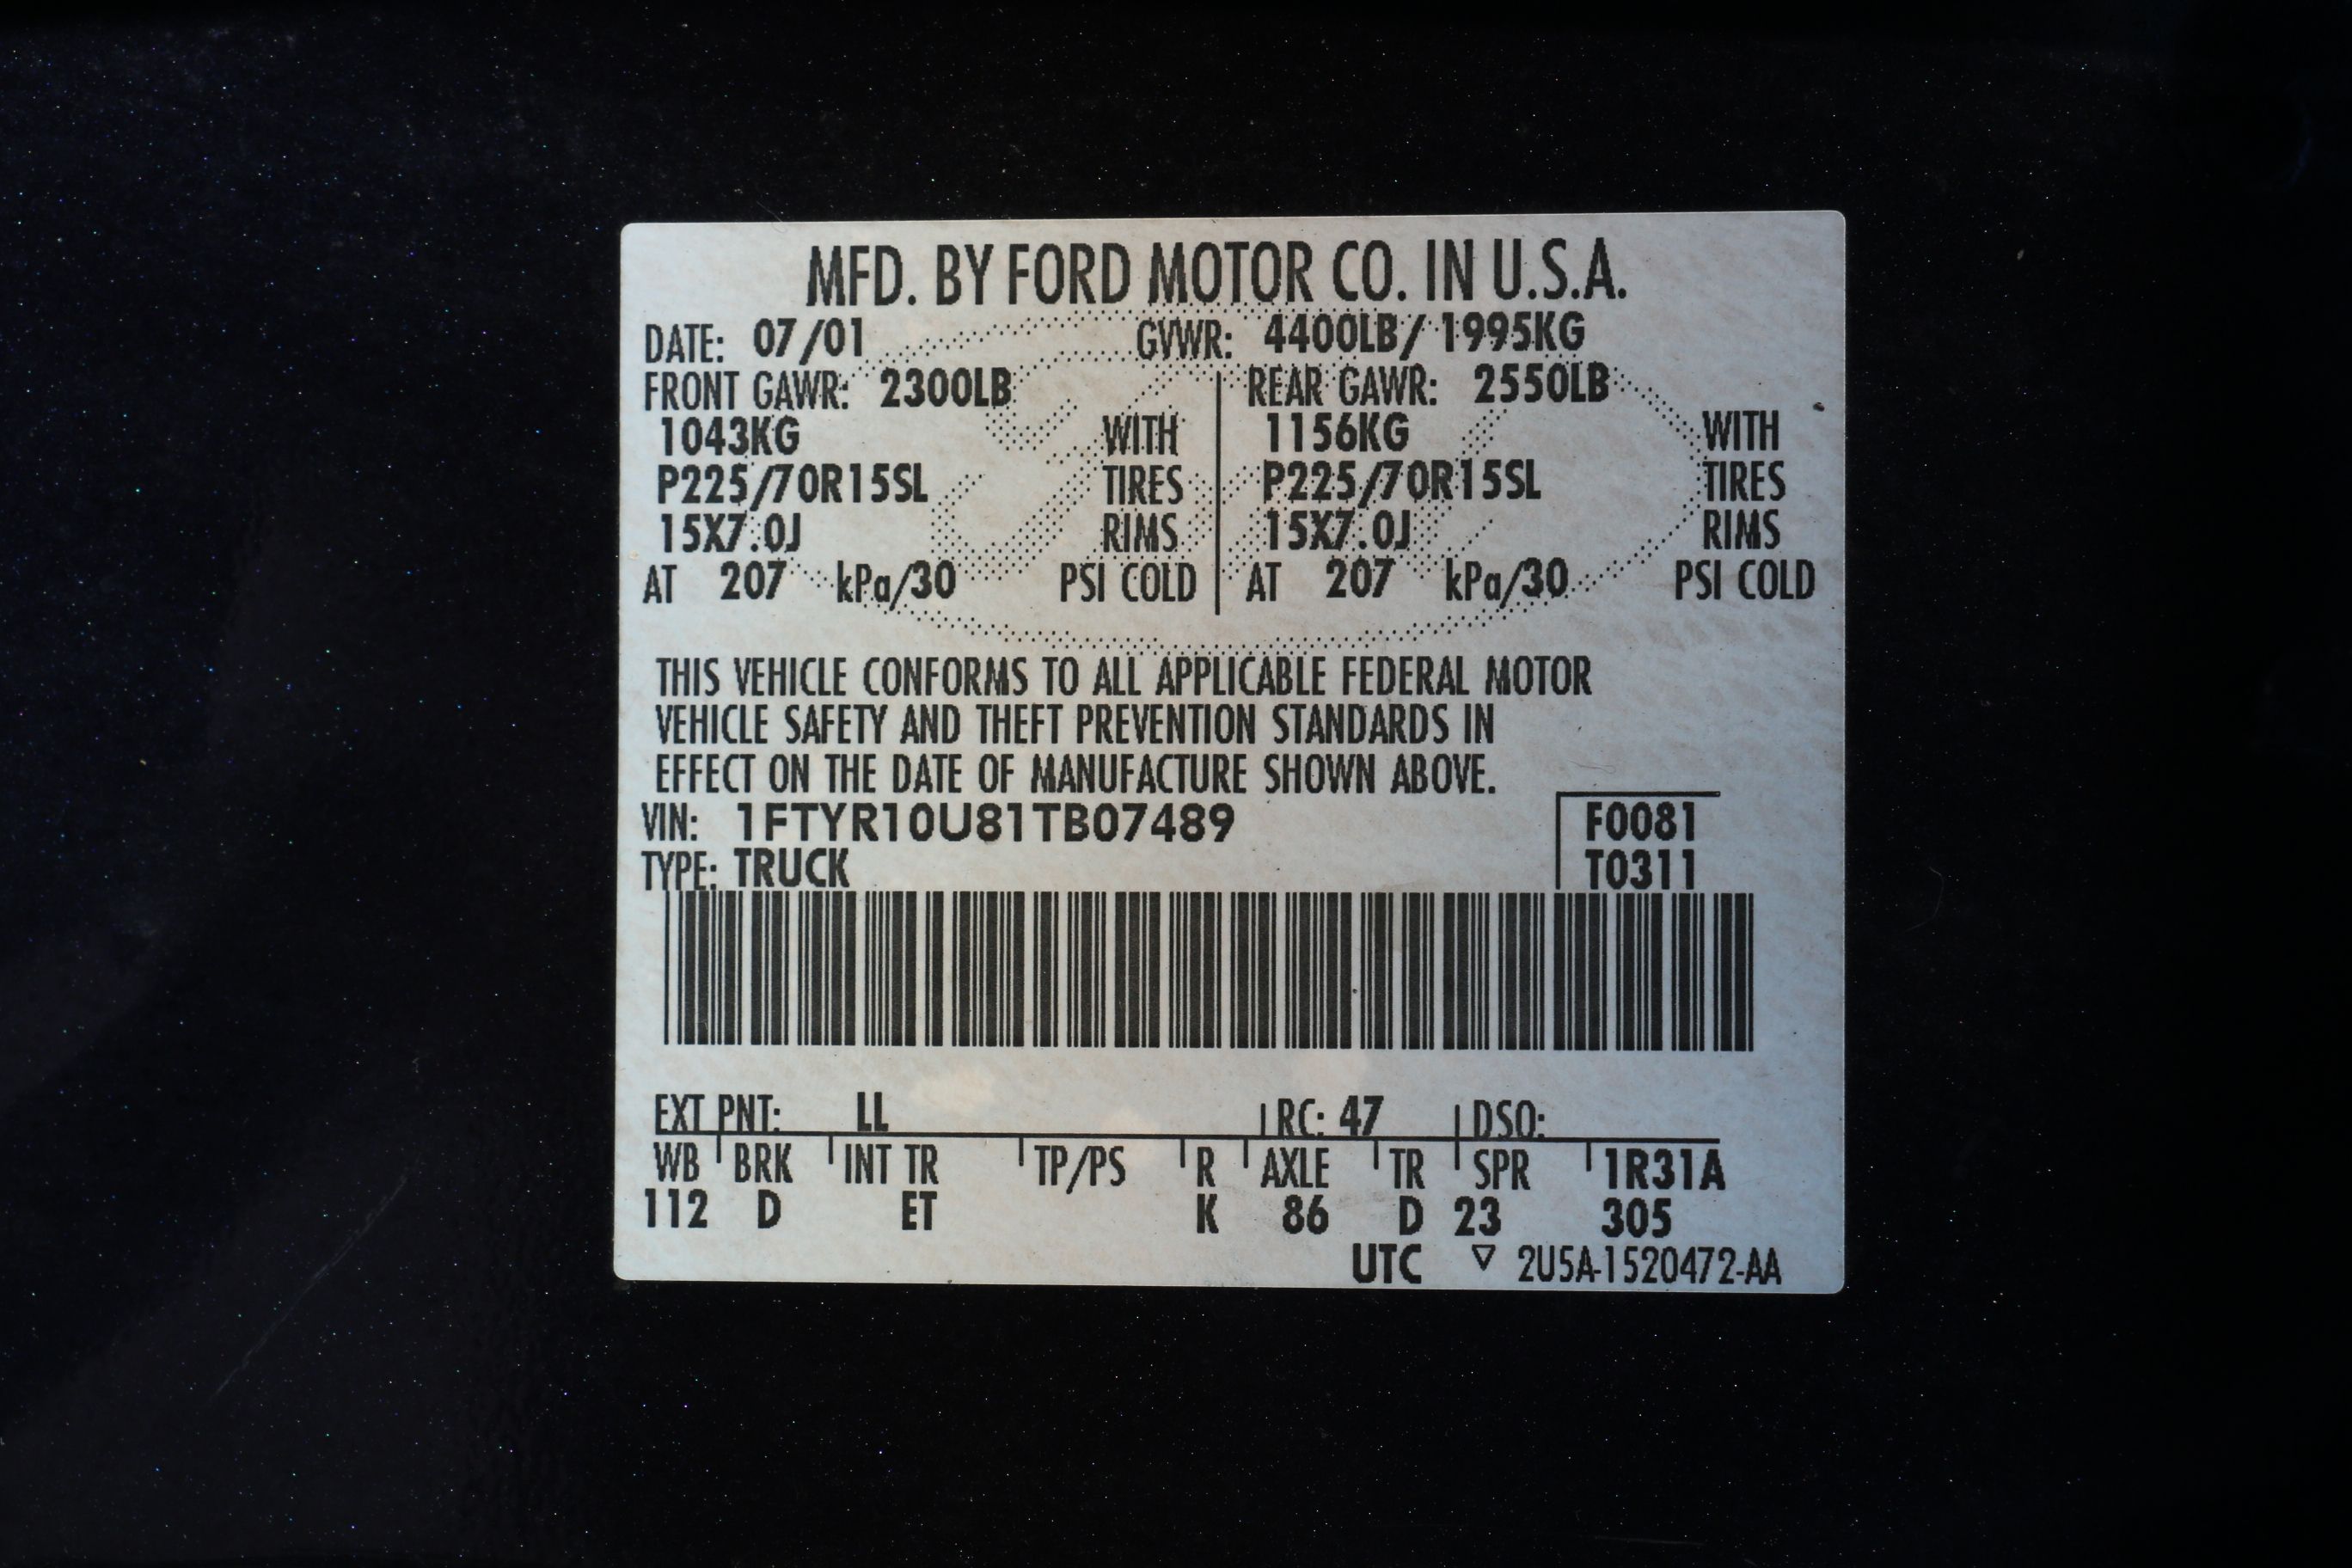 MFD. BY FORD MOTOR CO. IN U.S.A.
DATE: 07/01 GVWR: 4400LB/ 1995KG
FRONT GAWR: 2300LB REAR GAWR: 2550LB
1043KG WITH 1156KG WITH
P225/70R15SL TIRES P225/70R15SL TIRES
15X7.0J RIMS 15X7.0J RIMS
AT 207 kPa/30 PSI COLD AT 207 kPa/30 PSI COLD
THIS VEHICLE CONFORMS TO ALL APPLICABLE FEDERAL MOTOR
VEHICLE SAFETY AND THEFT PREVENTION STANDARDS IN
EFFECT ON THE DATE OF MANUFACTURE SHOWN ABOVE.
VIN: 1FTYR10U81TB07489 F0081
TYPE: TRUCK T0311
EXT PNT: LL RC: 47 DSO:
WB BRK INT TR TP/PS R AXLE TR SPR 1R31A
112 D ET K 86 D 23 305
UTC ▽ 2U5A-1520472-AA